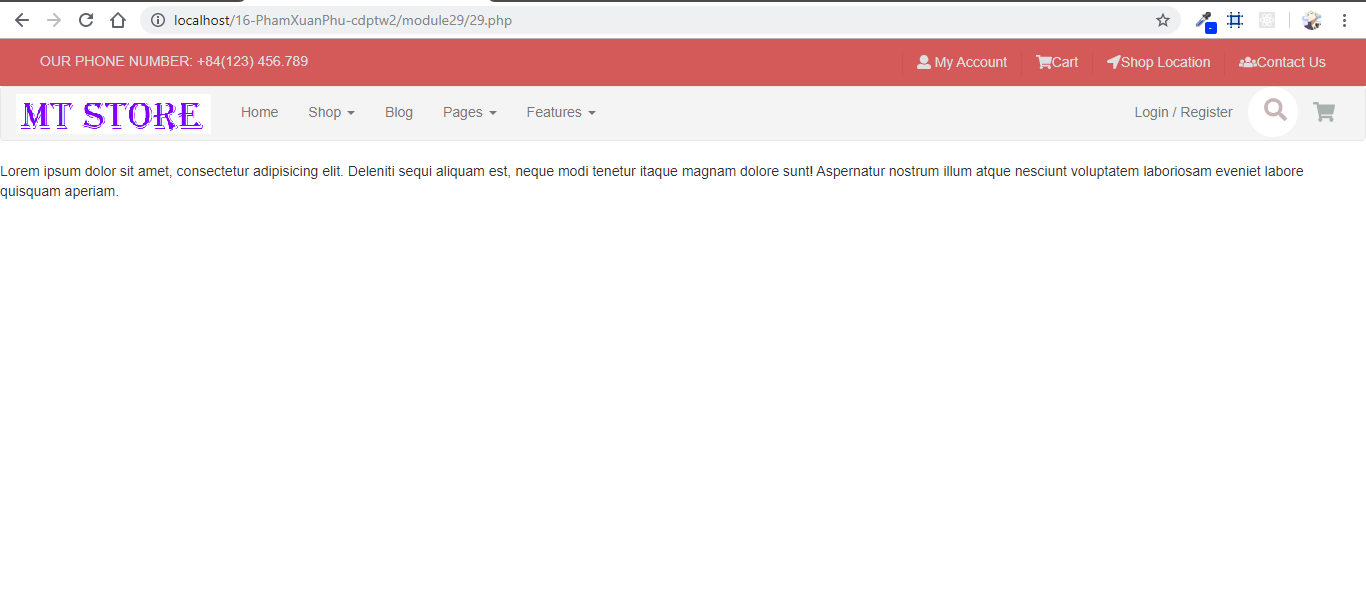 localhost/16-PhamXuanPhu-cdptw2/module29/29.php
OUR PHONE NUMBER: +84(123) 456.789 My Account Cart Shop Location Contact Us
MT STORE Home Shop Blog Pages Features Login / Register
Lorem ipsum dolor sit amet, consectetur adipisicing elit. Deleniti sequi aliquam est, neque modi tenetur itaque magnam dolore sunt! Aspernatur nostrum illum atque nesciunt voluptatem laboriosam eveniet labore
quisquam aperiam.